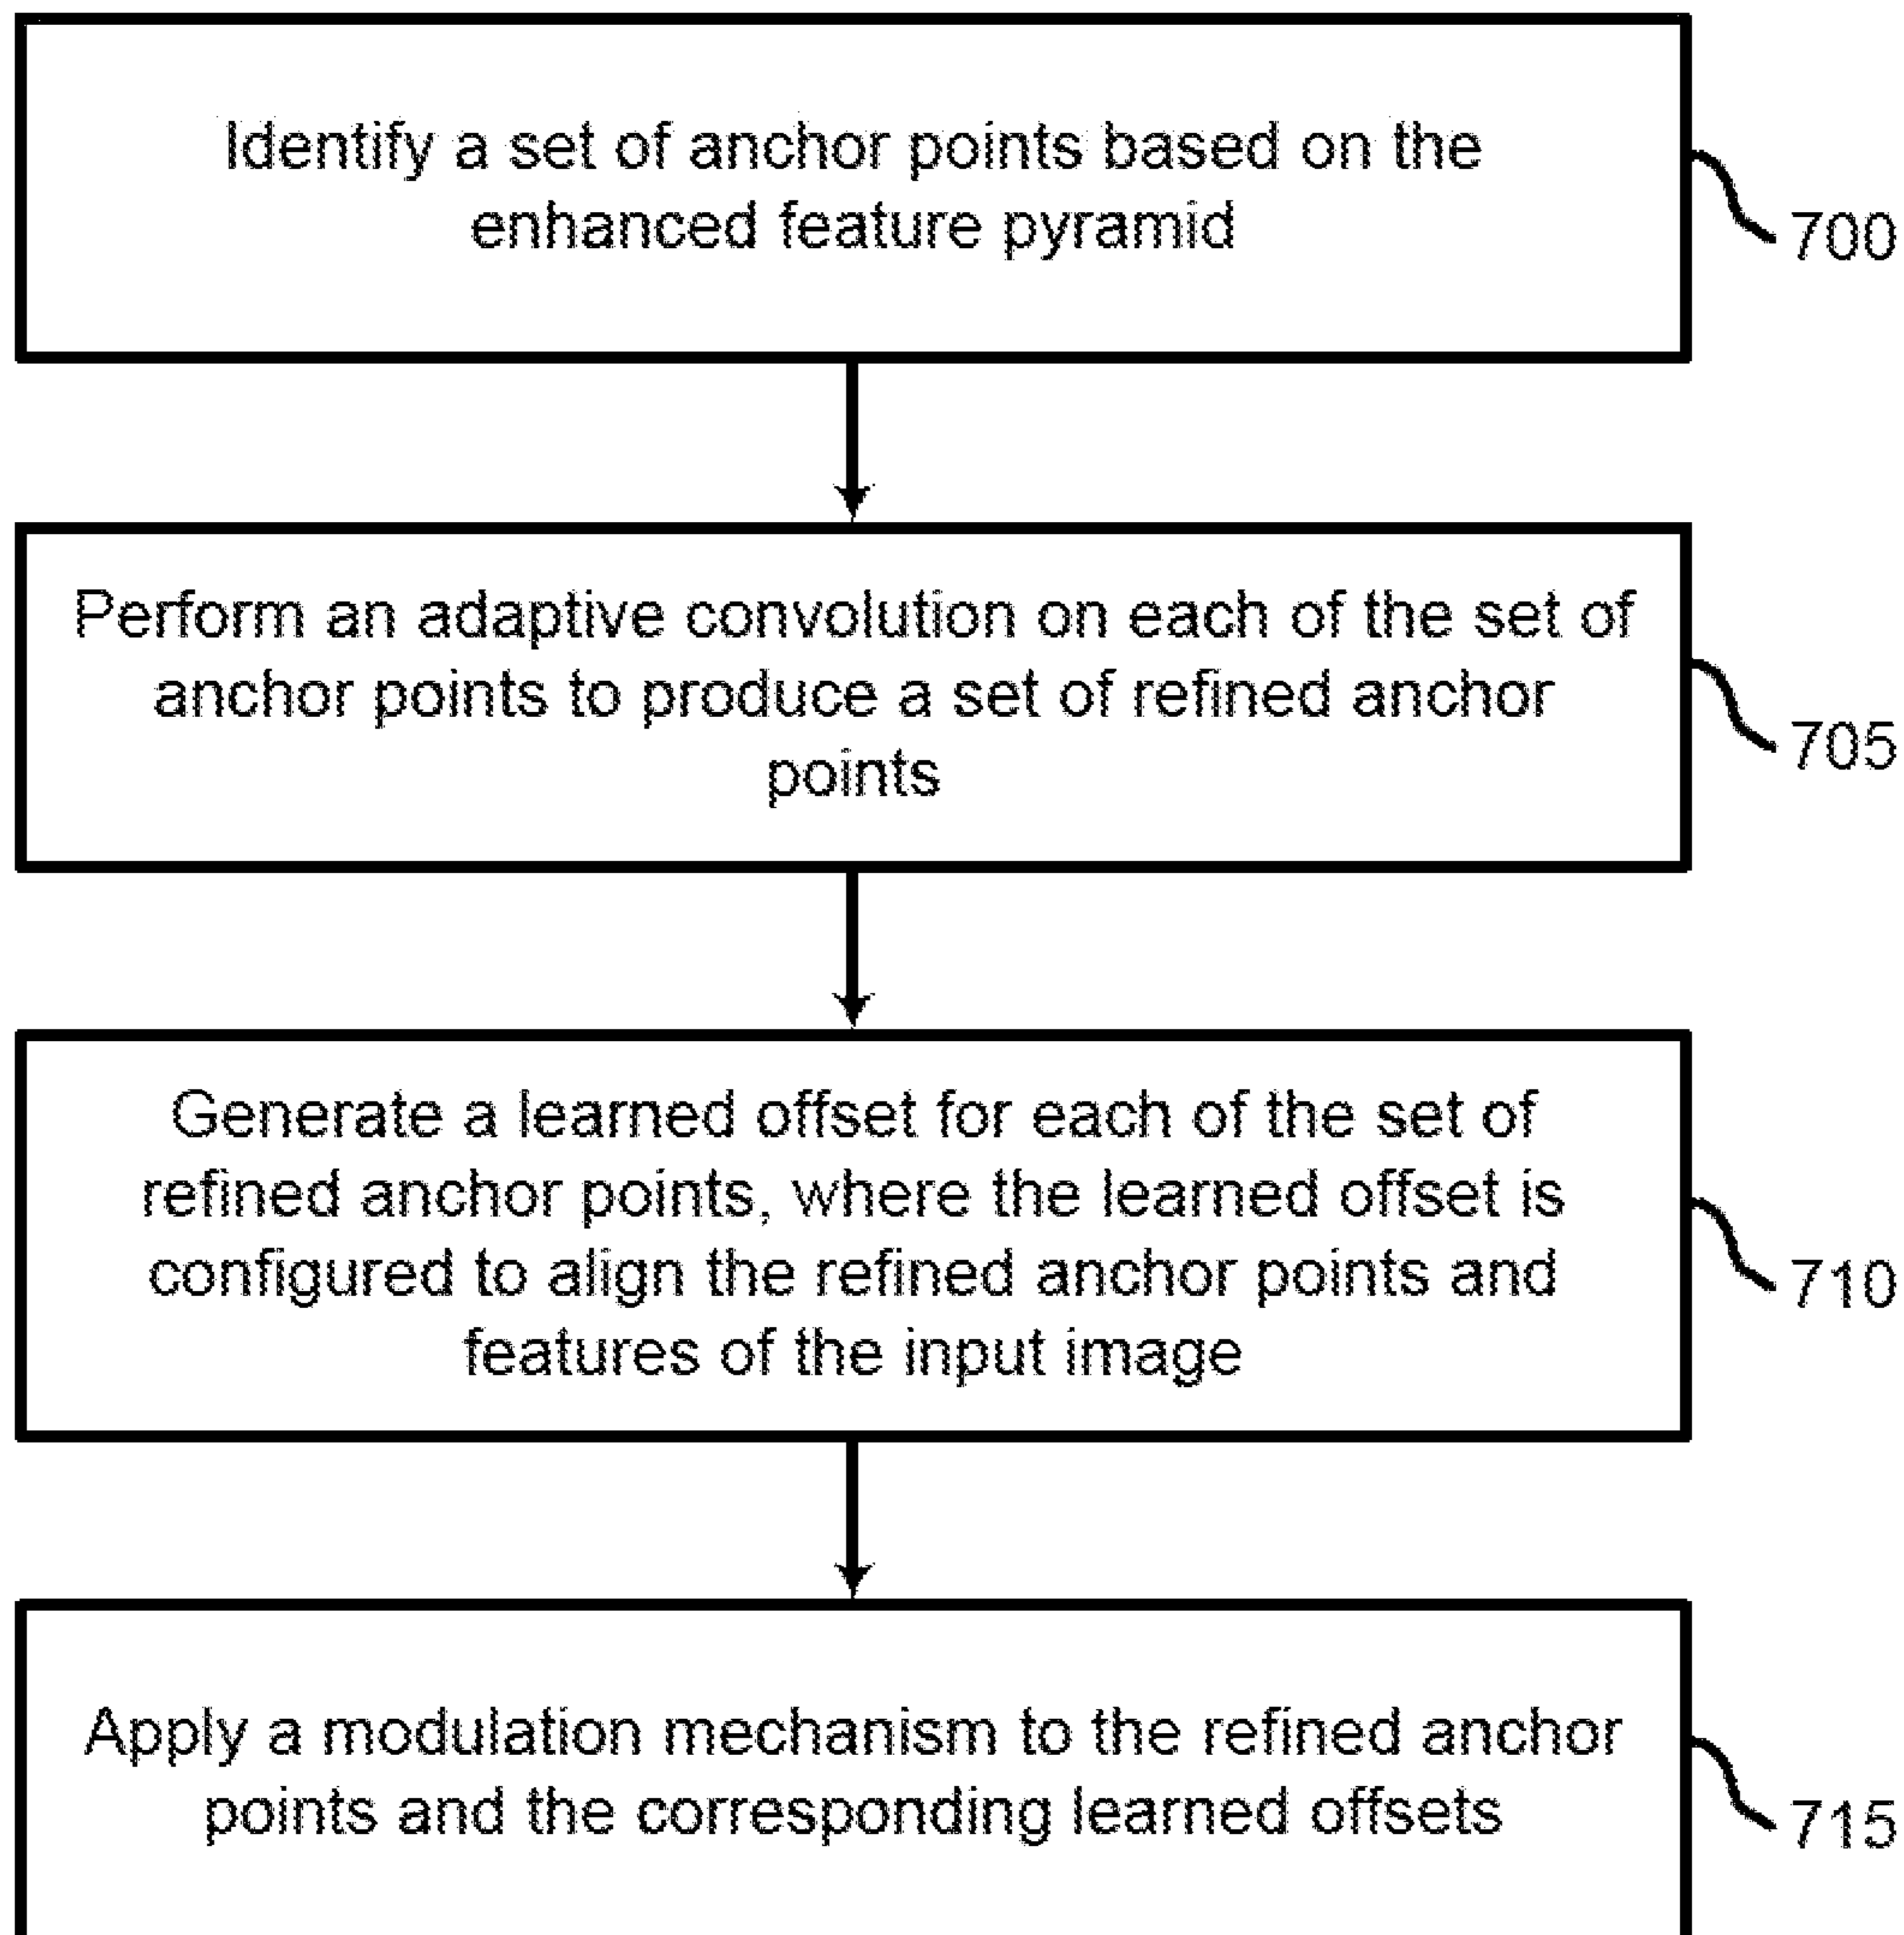 Identify a set of anchor points based on the
enhanced feature pyramid
700
Perform an adaptive convolution on each of the set of
anchor points to produce a set of refined anchor
points
705
Generate a learned offset for each of the set of
refined anchor points, where the learned offset is
configured to align the refined anchor points and
features of the input image
710
Apply a modulation mechanism to the refined anchor
points and the corresponding learned offsets
715